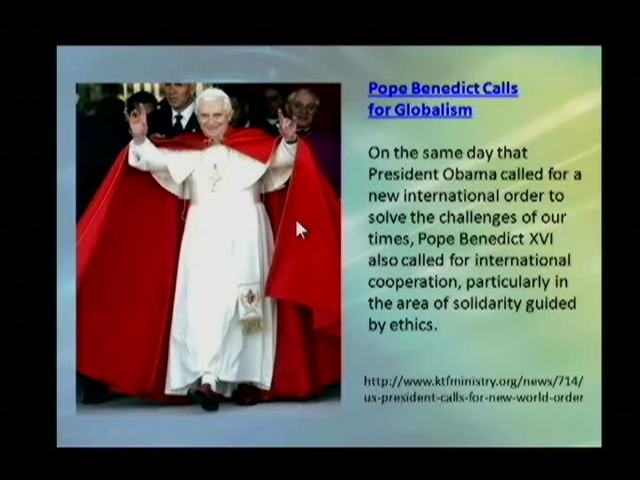 Pope Benedict Calls
for Globalism
On the same day that
President Obama called for a
new international order to
solve the challenges of our
times, Pope Benedict XVI
also called for international
cooperation, particularly in
the area of solidarity guided
by ethics.
http://www.ktfministry.org/news/714/
us-president-calls-for-new-world-order